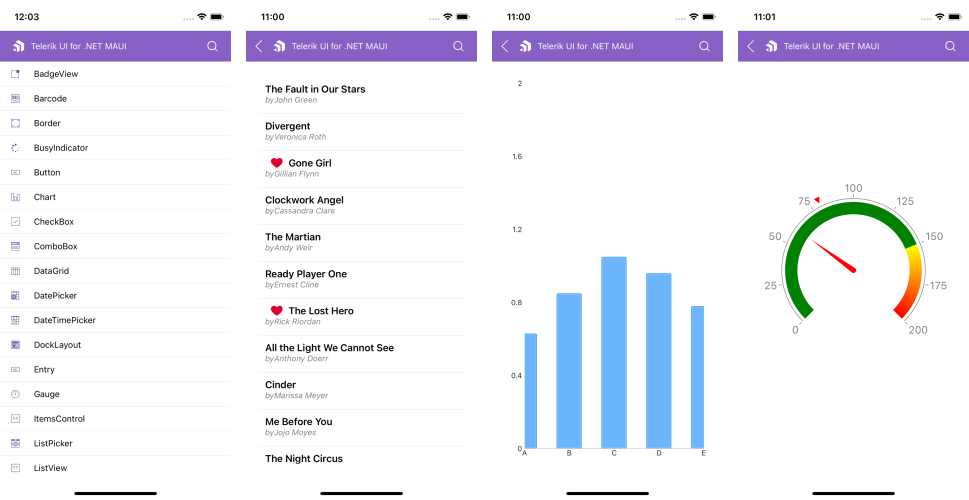 12:03
Telerik UI for .NET MAUI
BadgeView
Barcode
Border
BusyIndicator
Button
Chart
CheckBox
ComboBox
DataGrid
DatePicker
DateTimePicker
DockLayout
Entry
Gauge
ItemsControl
ListPicker
ListView
11:00
Telerik UI for .NET MAUI
The Fault in Our Stars
byJohn Green
Divergent
byVeronica Roth
Gone Girl
byGillian Flynn
Clockwork Angel
byCassandra Clare
The Martian
byAndy Weir
Ready Player One
byErnest Cline
The Lost Hero
byRick Riordan
All the Light We Cannot See
byAnthony Doerr
Cinder
byMarissa Meyer
Me Before You
byJojo Moyes
The Night Circus
11:00
Telerik UI for .NET MAUI
2
1.6
1.2
0.8
0.4
0
A B C D E
11:01
Telerik UI for .NET MAUI
100
75 125
50 150
25 175
0 200